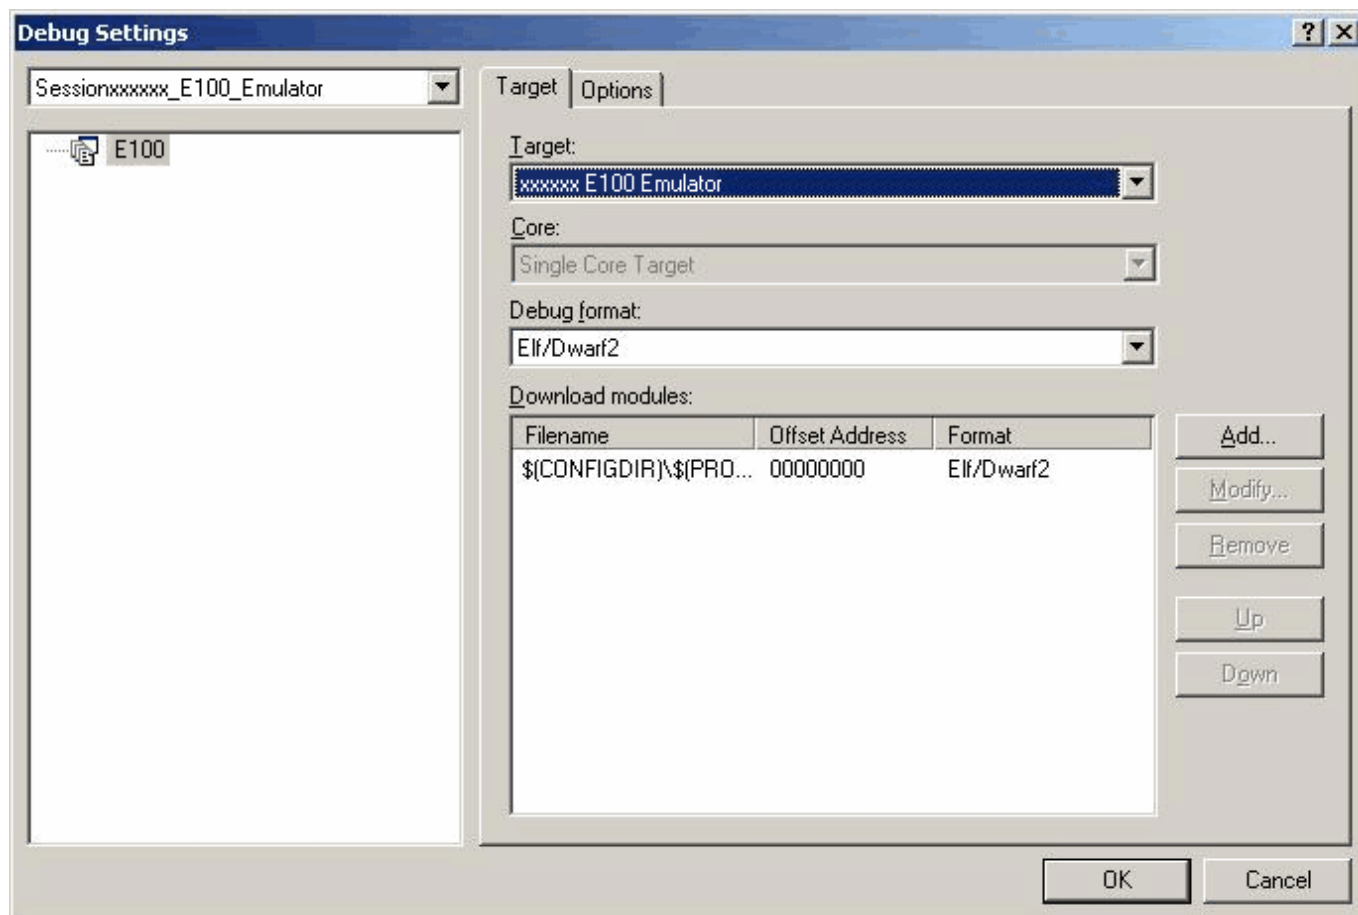 Debug Settings
Sessionxxxxxx_E100_Emulator
E100
Target Options
Target:
xxxxxx E100 Emulator
Core:
Single Core Target
Debug format:
Elf/Dwarf2
Download modules:
Filename Offset Address Format
$(CONFIGDIR)\$(PRO... 00000000 Elf/Dwarf2
Add...
Modify...
Remove
Up
Down
OK Cancel